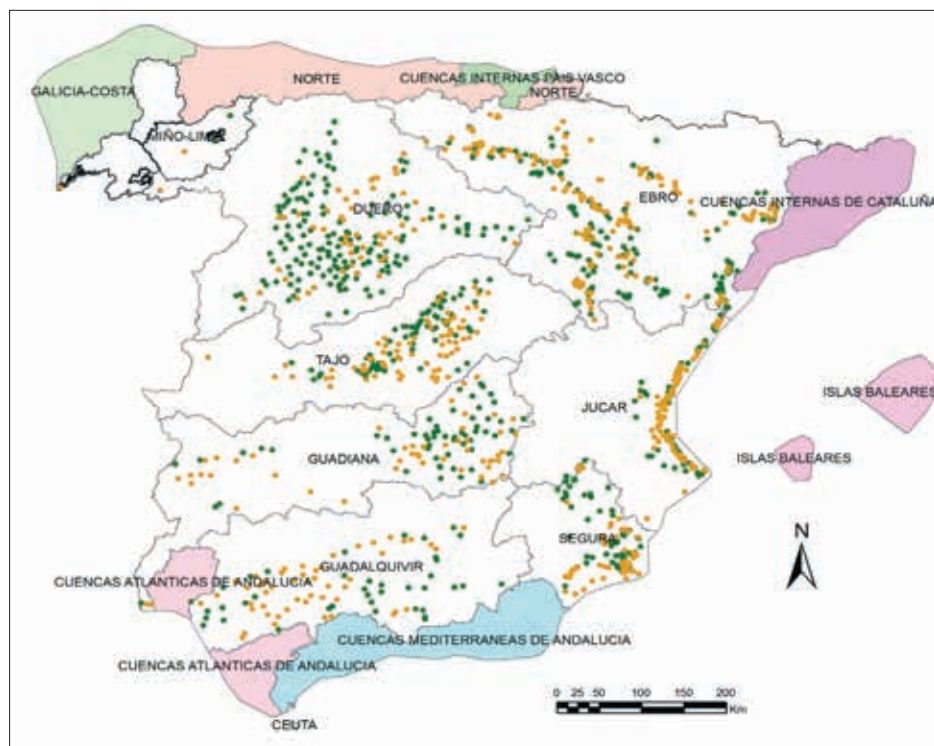 NORTE
CUENCAS INTERNAS PAIS VASCO
NORTE
GALICIA-COSTA
MIÑO-LIMIA
DUERO
EBRO
CUENCAS INTERNAS DE CATALUÑA
TAJO
JUCAR
ISLAS BALEARES
ISLAS BALEARES
GUADIANA
SEGURA
N
GUADALQUIVIR
CUENCAS ATLANTICAS DE ANDALUCIA
CUENCAS MEDITERRANEAS DE ANDALUCIA
CUENCAS ATLANTICAS DE ANDALUCIA
CEUTA
0 25 50 100 150 200
Km